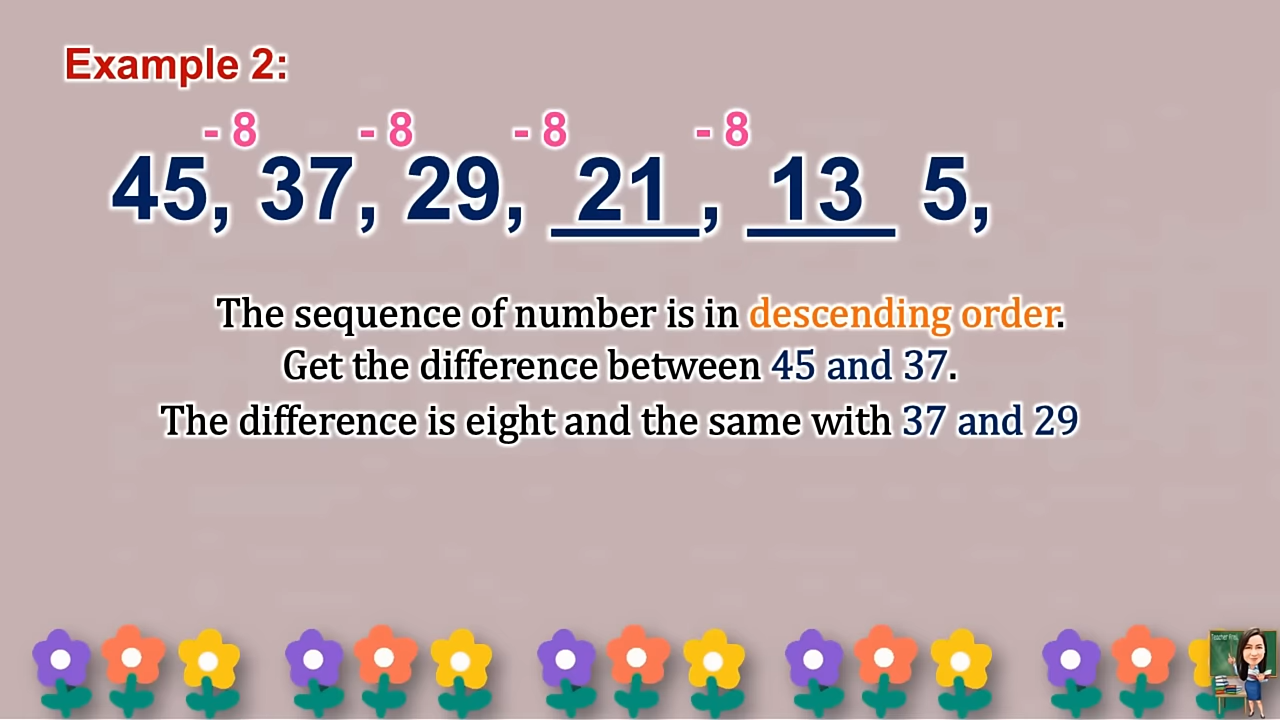 Example 2:
- 8 - 8 - 8 - 8
45, 37, 29, 21, 13 5,
The sequence of number is in descending order.
Get the difference between 45 and 37.
The difference is eight and the same with 37 and 29